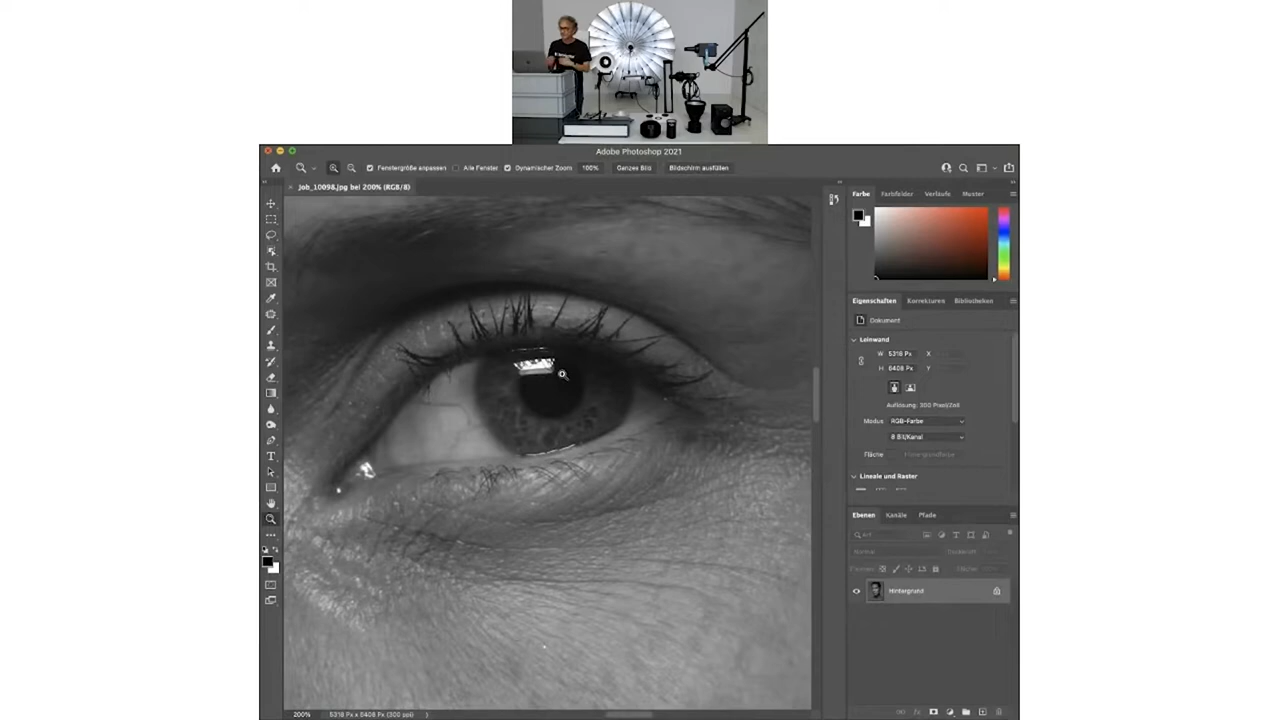 Adobe Photoshop 2021
Fenstergröße anpassen
Alle Fenster
Dynamischer Zoom
100%
Ganzes Bild
Bildschirm ausfüllen
job_10098.jpg bei 200% (RGB/8)
Farbe
Farbfelder
Verläufe
Muster
Eigenschaften
Korrekturen
Bibliotheken
Dokument
Leinwand
W 5318 Px X
H 6408 Px Y
Auflösung: 300 Pixel/Zoll
Modus RGB-Farbe
8 Bit/Kanal
Fläche Hintergrundfarbe
Lineale und Raster
Ebenen
Kanäle
Pfade
Art
Normal
Hintergrund
200%
5318 Px x 6408 Px (300 ppi)